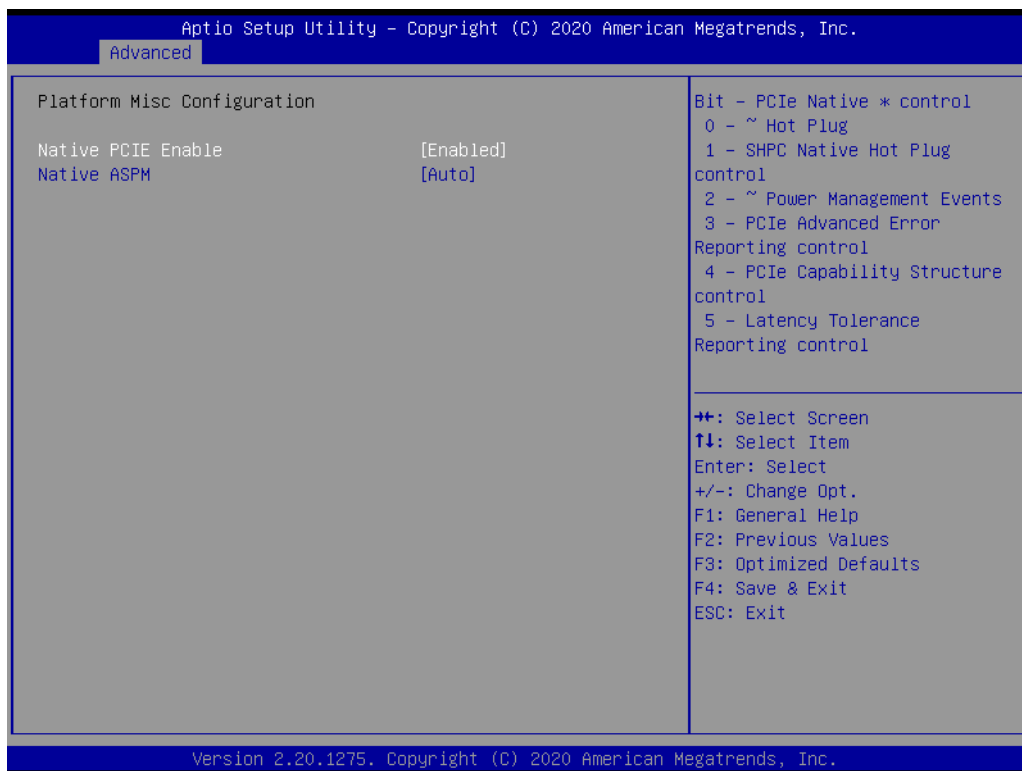 Aptio Setup Utility – Copyright (C) 2020 American Megatrends, Inc.
Advanced
Platform Misc Configuration
Native PCIE Enable [Enabled]
Native ASPM [Auto]
Bit – PCIe Native * control
0 – ~ Hot Plug
1 – SHPC Native Hot Plug
control
2 – ~ Power Management Events
3 – PCIe Advanced Error
Reporting control
4 – PCIe Capability Structure
control
5 – Latency Tolerance
Reporting control
→←: Select Screen
↑↓: Select Item
Enter: Select
+/-: Change Opt.
F1: General Help
F2: Previous Values
F3: Optimized Defaults
F4: Save & Exit
ESC: Exit
Version 2.20.1275. Copyright (C) 2020 American Megatrends, Inc.